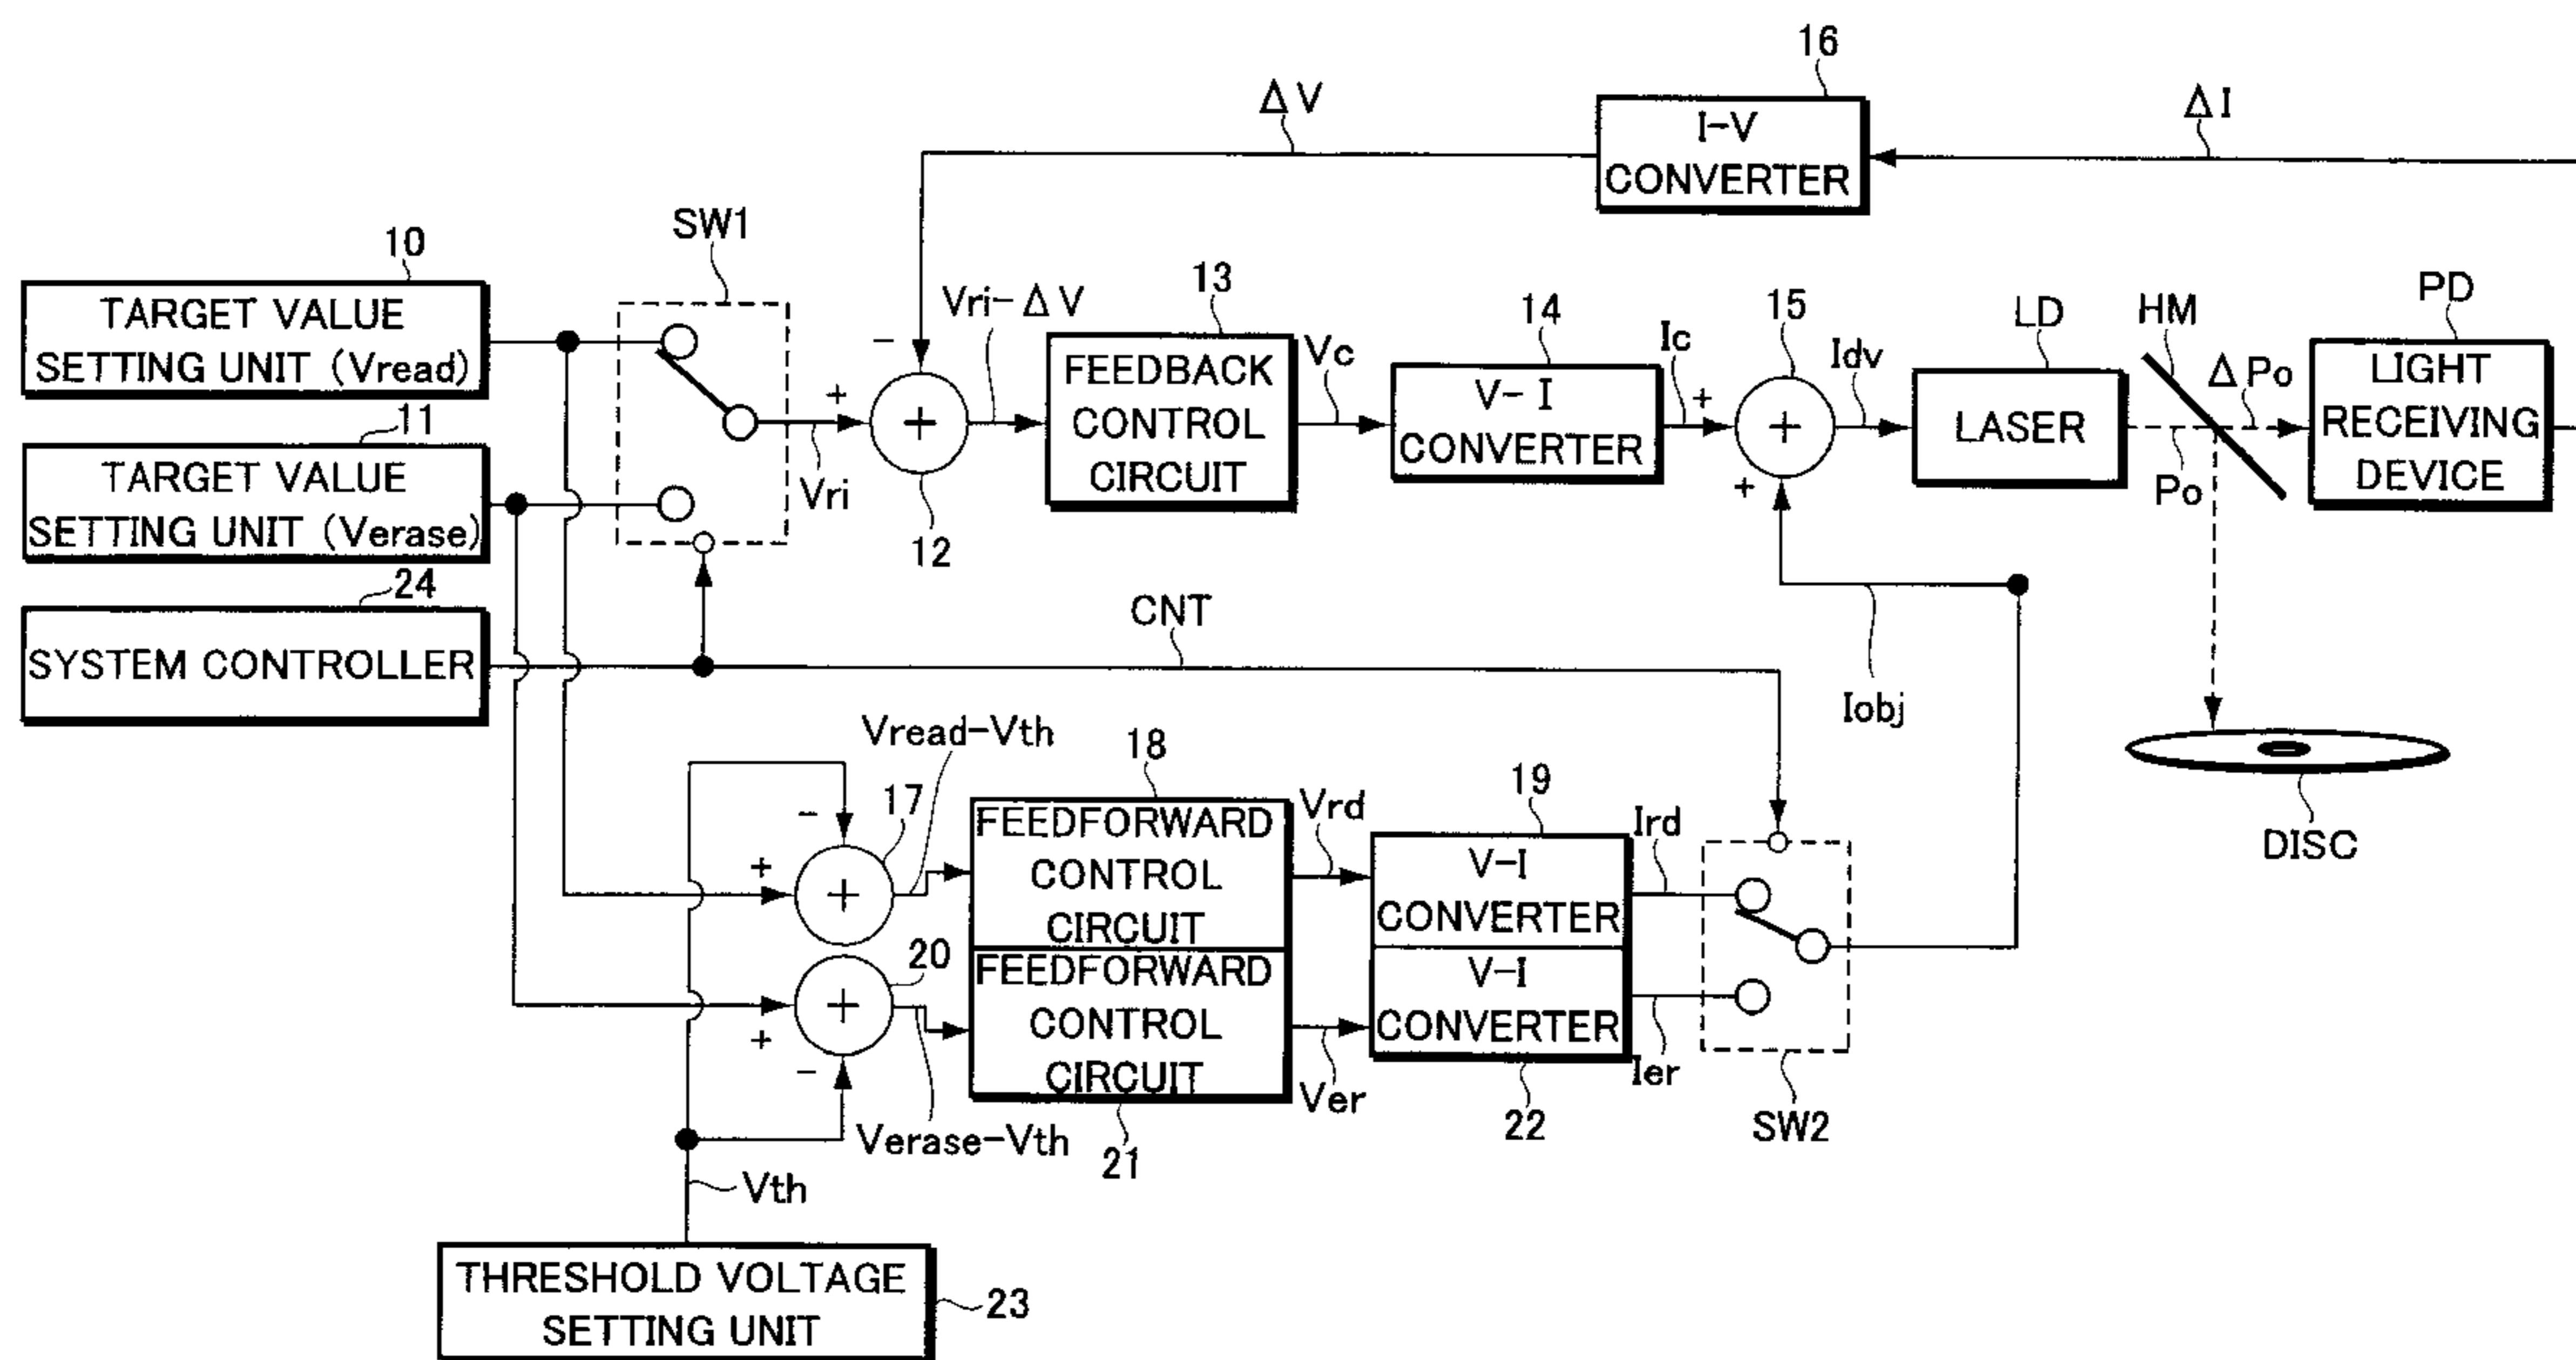 16
ΔV
ΔI
I-V
CONVERTER
SW1
10
TARGET VALUE
SETTING UNIT (Vread)
11
TARGET VALUE
SETTING UNIT (Verase)
24
SYSTEM CONTROLLER
-
+
Vri
12
Vri-ΔV
13
FEEDBACK
CONTROL
CIRCUIT
Vc
14
V-I
CONVERTER
Ic
15
+
+
+
+
Idv
LD
LASER
HM
Po
ΔPo
PD
LIGHT
RECEIVING
DEVICE
CNT
Iobj
DISC
Vread-Vth
17
-
+
+
18
FEEDFORWARD
CONTROL
CIRCUIT
Vrd
19
V-I
CONVERTER
Ird
20
+
+
-
FEEDFORWARD
CONTROL
CIRCUIT
21
Ver
V-I
CONVERTER
22
Ier
SW2
Verase-Vth
Vth
THRESHOLD VOLTAGE
SETTING UNIT
23